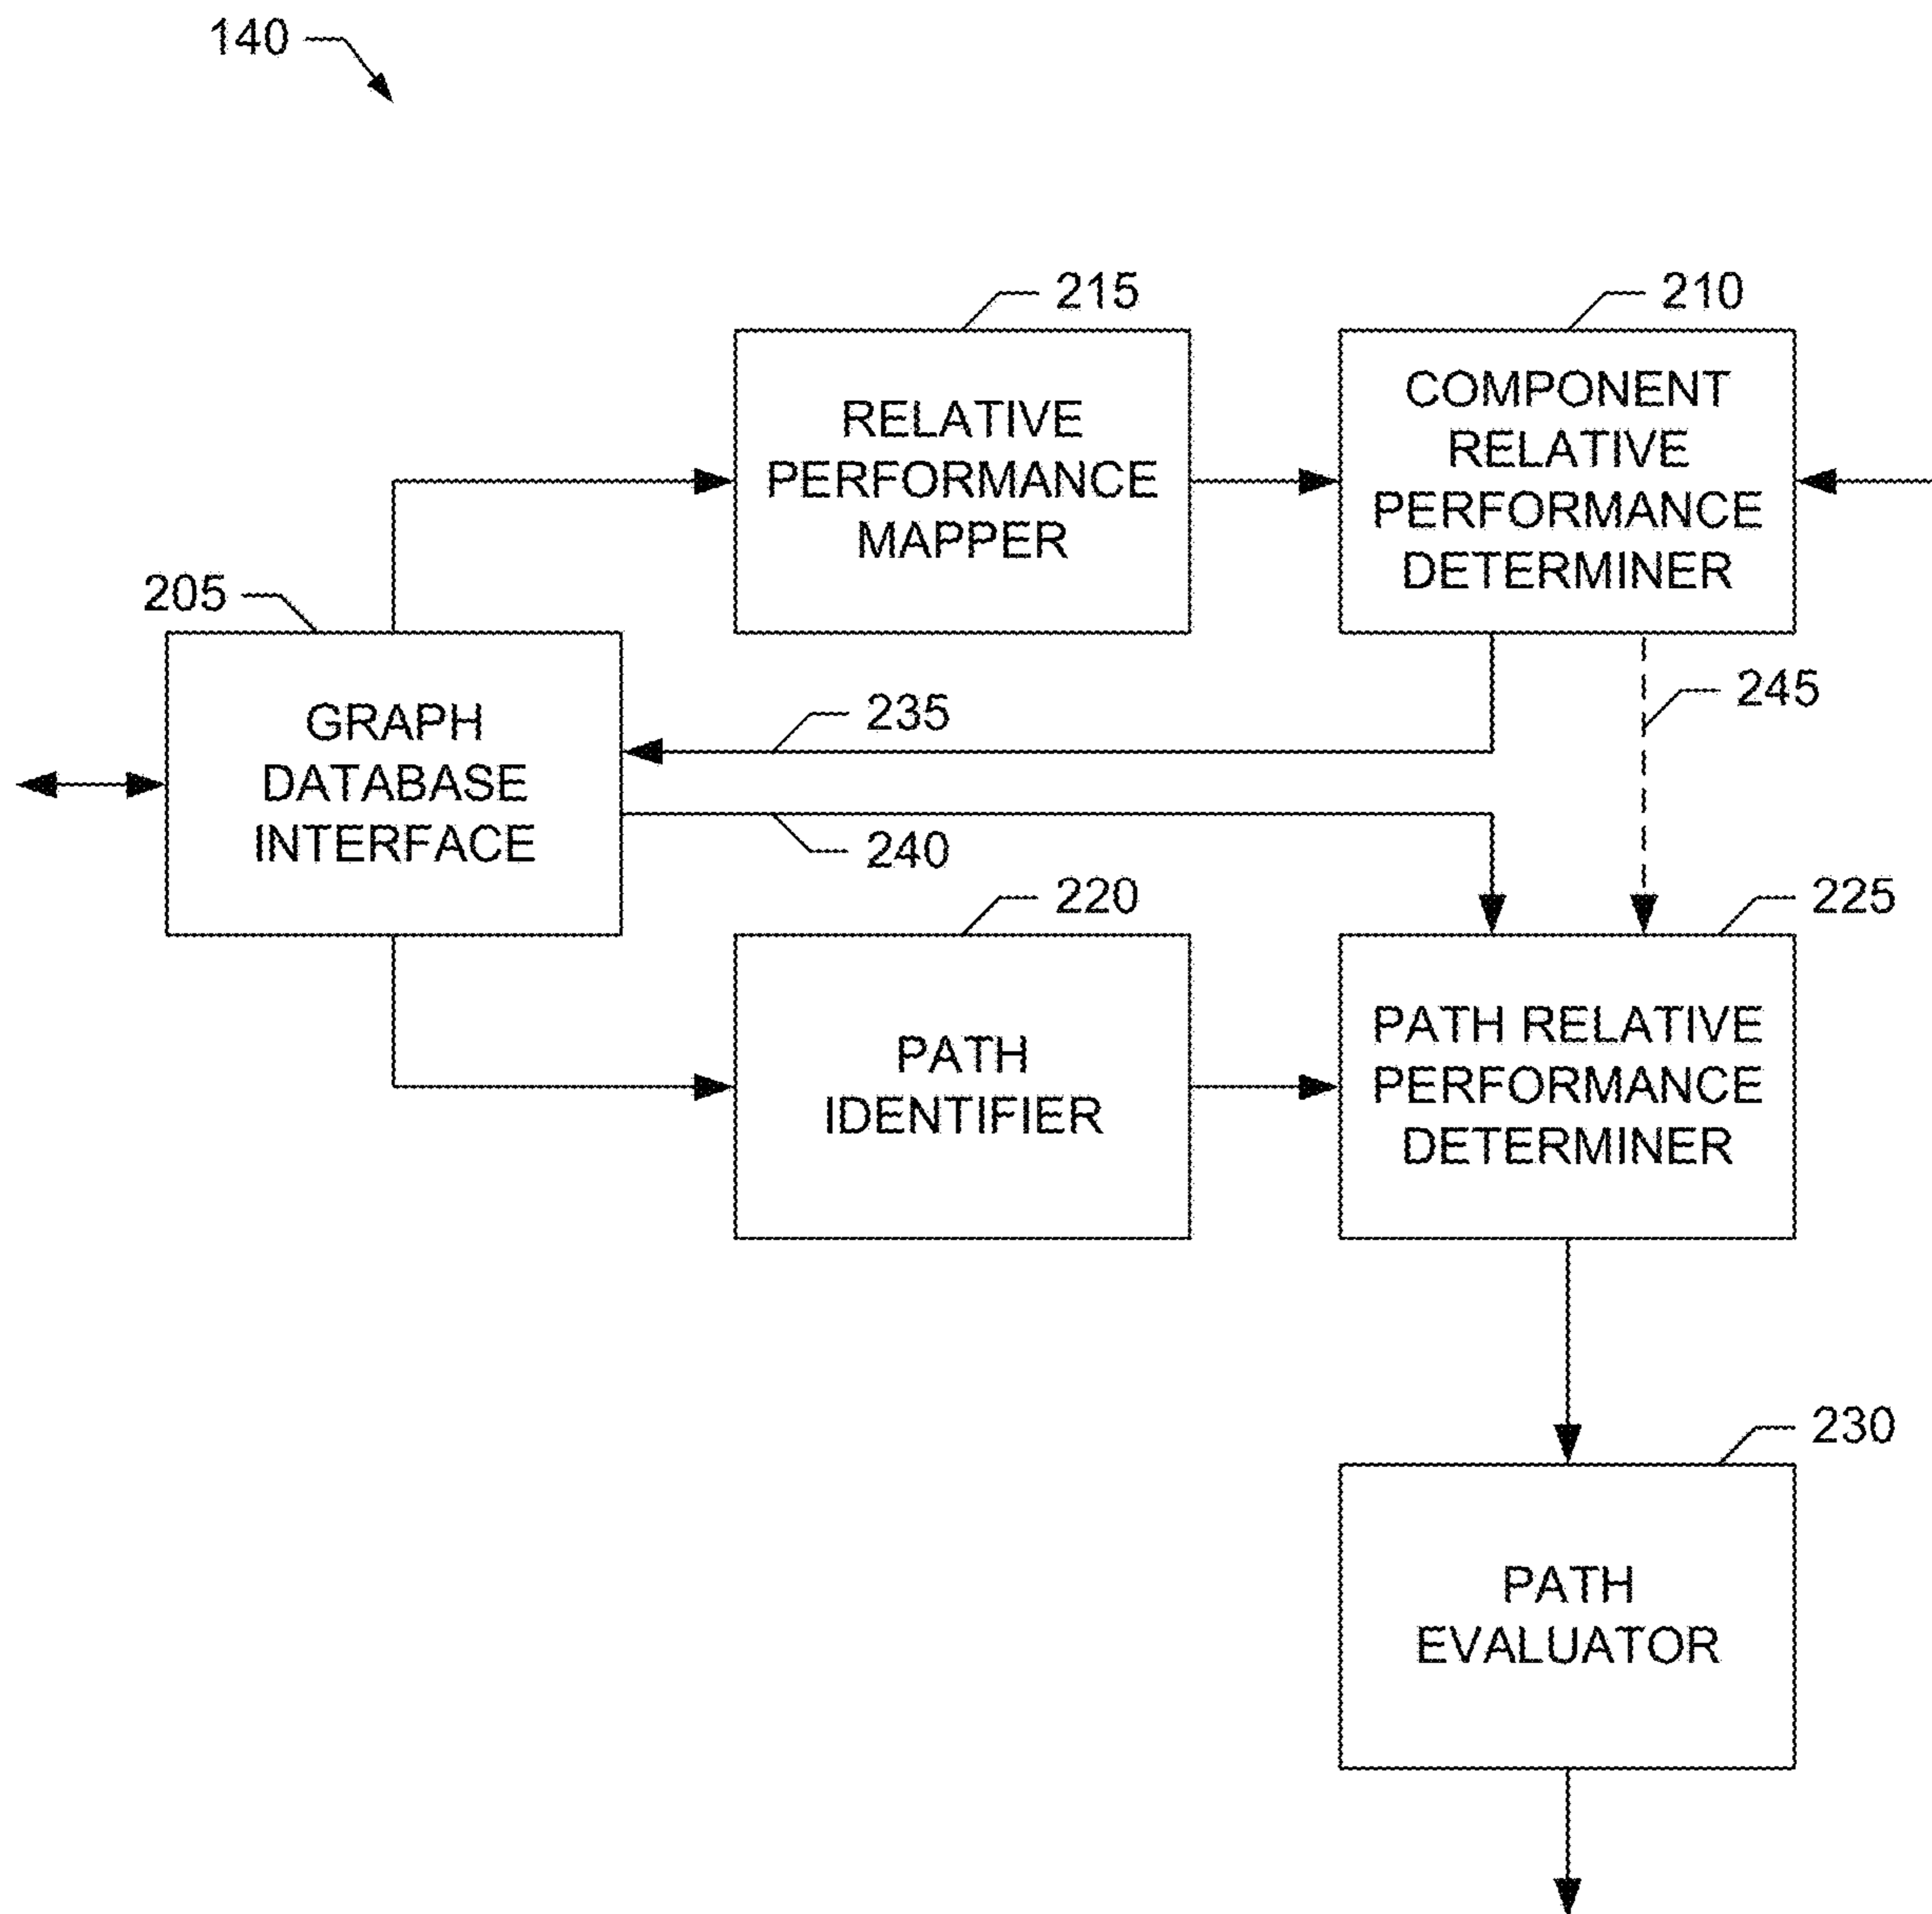 140
215
210
RELATIVE
PERFORMANCE
MAPPER
COMPONENT
RELATIVE
PERFORMANCE
DETERMINER
205
GRAPH
DATABASE
INTERFACE
235
245
240
220
225
PATH
IDENTIFIER
PATH RELATIVE
PERFORMANCE
DETERMINER
230
PATH
EVALUATOR